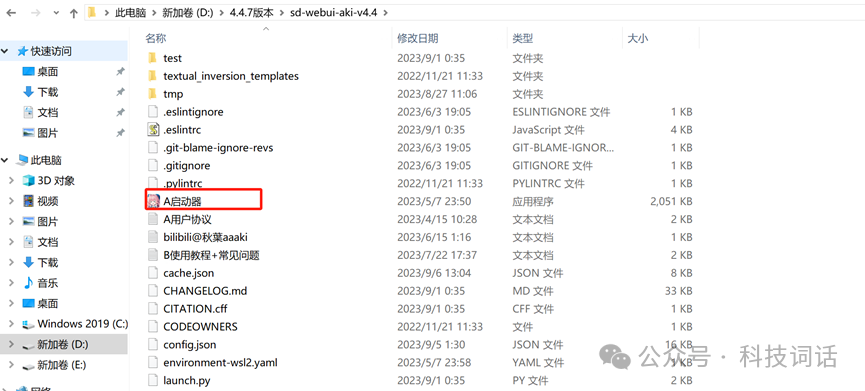 此电脑 > 新加卷 (D:) > 4.4.7版本 > sd-webui-aki-v4.4 >
名称 修改日期 类型 大小
快速访问
桌面
下载
文档
图片
此电脑
3D 对象
视频
图片
文档
下载
音乐
桌面
Windows 2019 (C:)
新加卷 (D:)
新加卷 (E:)
网络
test 2023/9/1 0:35 文件夹
textual_inversion_templates 2022/11/21 11:33 文件夹
tmp 2023/8/27 11:06 文件夹
.eslintignore 2023/6/3 19:05 ESLINTIGNORE 文件 1 KB
.eslintrc 2023/9/1 0:35 JavaScript 文件 4 KB
.git-blame-ignore-revs 2023/6/3 19:05 GIT-BLAME-IGNOR... 1 KB
.gitignore 2023/6/3 19:05 GITIGNORE 文件 1 KB
.pylintrc 2022/11/21 11:33 PYLINTRC 文件 1 KB
A启动器 2023/5/7 23:50 应用程序 2,051 KB
A用户协议 2023/4/15 10:28 文本文档 2 KB
bilibili@秋葉aaaki 2023/6/15 1:16 文本文档 1 KB
B使用教程+常见问题 2023/7/22 17:37 文本文档 2 KB
cache.json 2023/9/6 13:04 JSON 文件 8 KB
CHANGELOG.md 2023/9/1 0:35 MD 文件 33 KB
CITATION.cff 2023/9/1 0:35 CFF 文件 1 KB
CODEOWNERS 2022/11/21 11:33 文件 1 KB
config.json 2023/9/5 1:30 JSON 文件 16 KB
environment-wsl2.yaml 2023/5/7 23:58 YAML 文件 1 KB
launch.py 2023/9/1 0:35 PY 文件 2 KB
公众号 · 科技词话